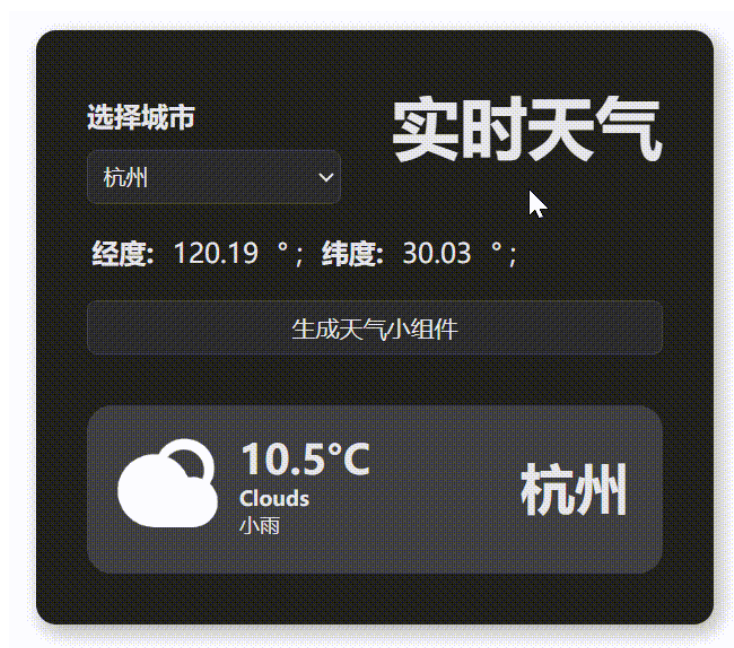 选择城市
实时天气
杭州
经度: 120.19 °; 纬度: 30.03 °;
生成天气小组件
10.5°C
Clouds
小雨
杭州